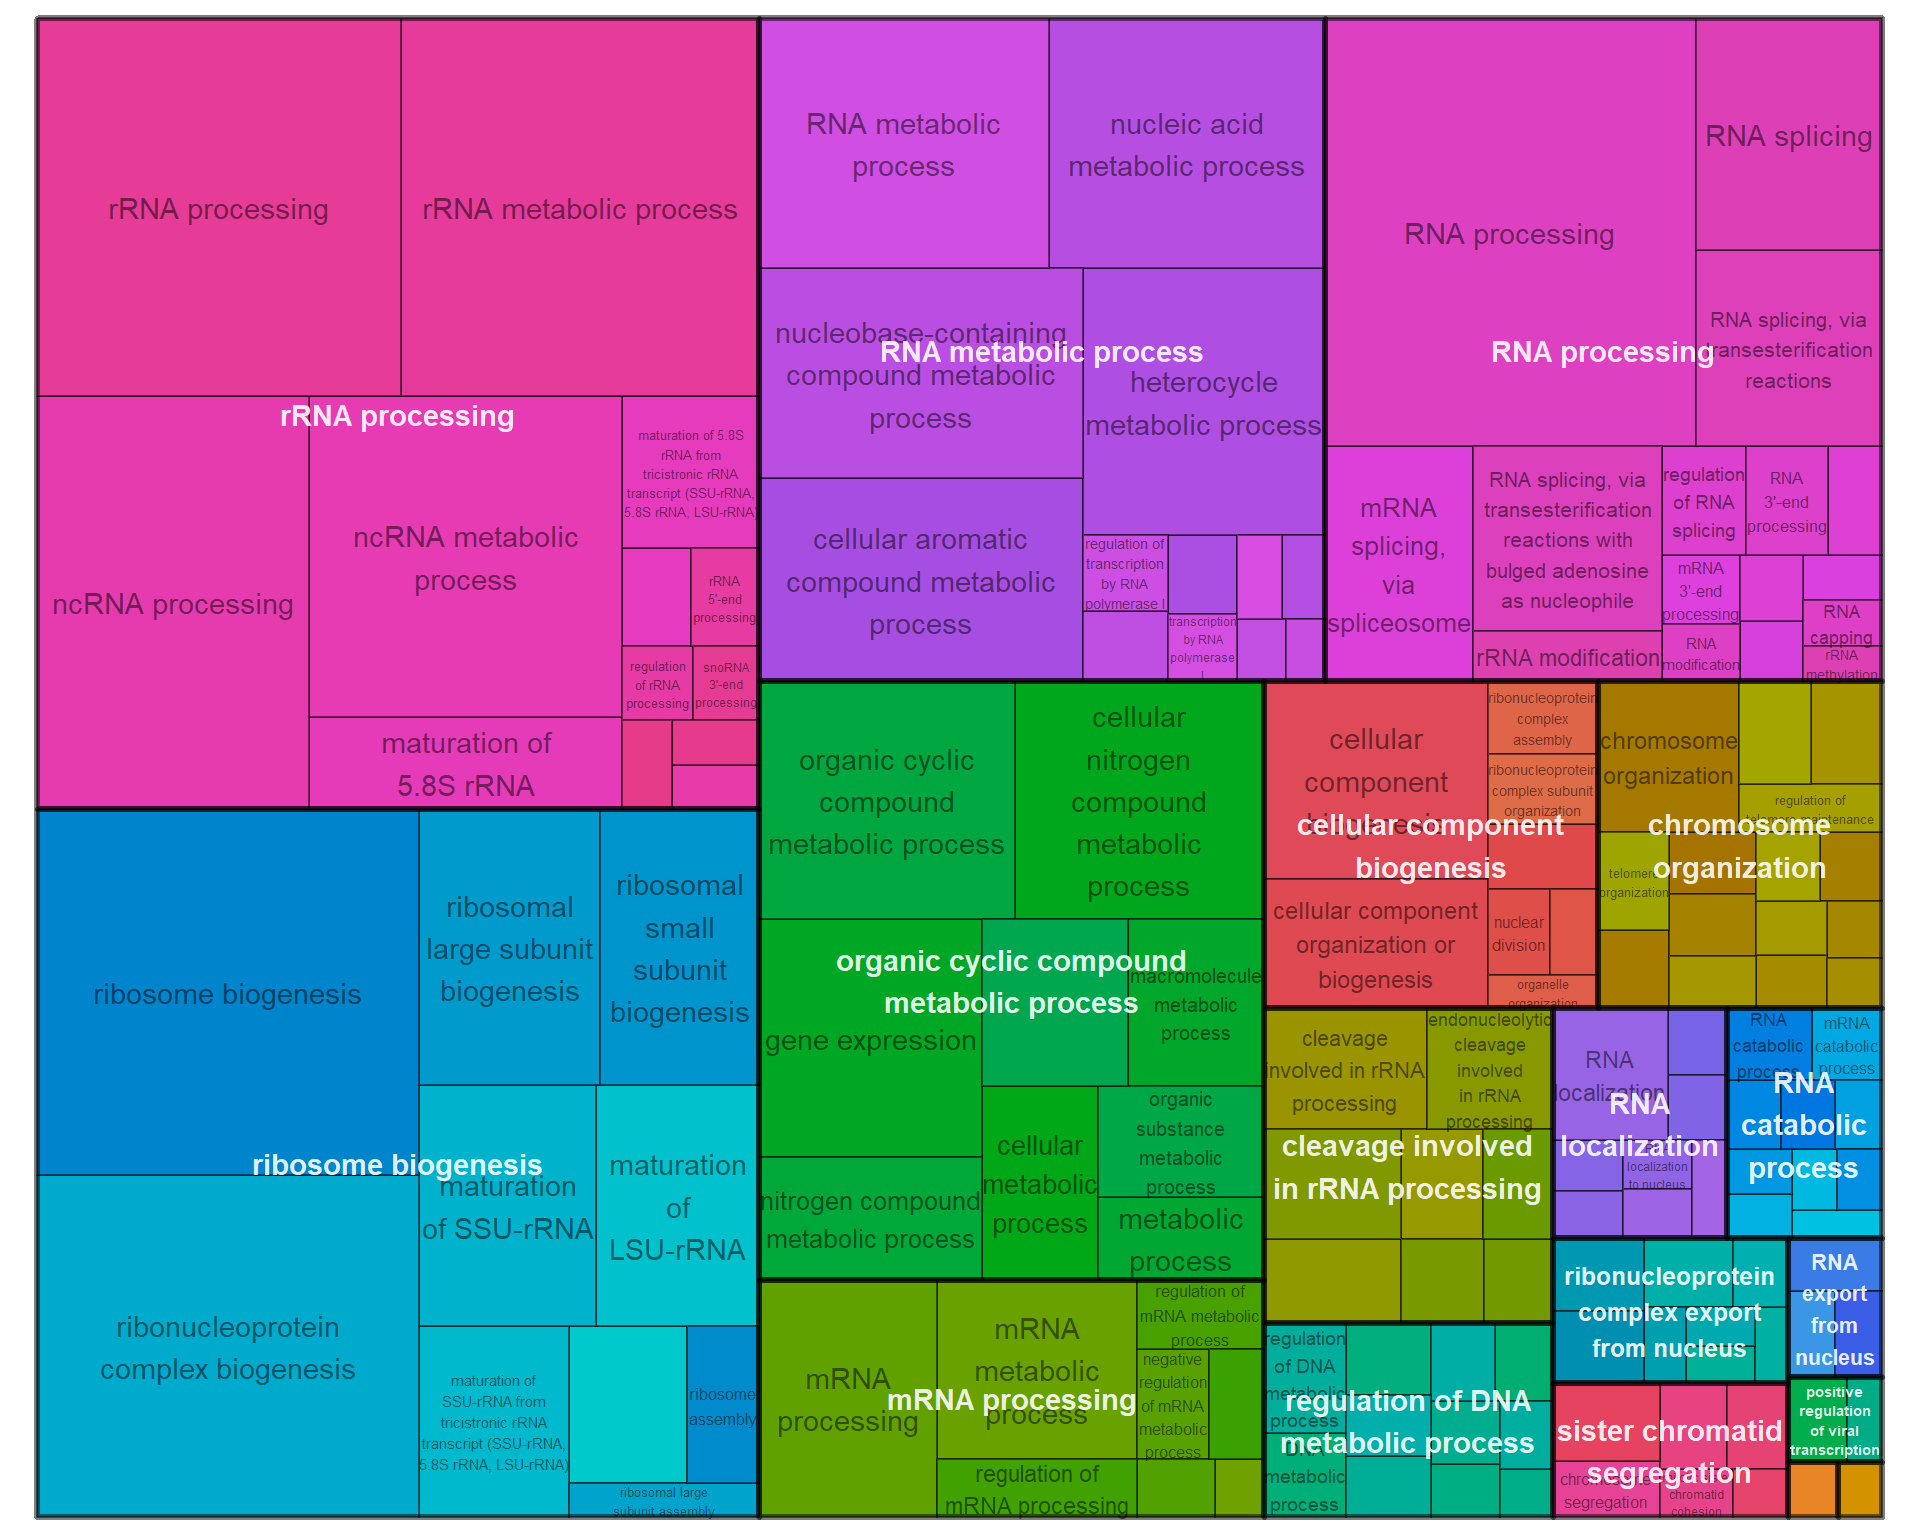 rRNA processing
rRNA metabolic process
ncRNA processing
ncRNA metabolic
process
maturation of
5.8S rRNA
maturation of 5.8S
rRNA from
tricistronic rRNA
transcript (SSU-rRNA,
5.8S rRNA, LSU-rRNA)
rRNA
5'-end
processing
regulation
of rRNA
processing
snoRNA
3'-end
processing
rRNA processing
RNA metabolic
process
nucleic acid
metabolic process
nucleobase-containing
compound metabolic
process
heterocycle
metabolic process
cellular aromatic
compound metabolic
process
regulation of
transcription
by RNA
polymerase I
transcription
by RNA
polymerase
I
RNA metabolic process
RNA processing
RNA splicing
RNA splicing, via
transesterification
reactions
mRNA
splicing,
via
spliceosome
RNA splicing, via
transesterification
reactions with
bulged adenosine
as nucleophile
rRNA modification
regulation
of RNA
splicing
RNA
3'-end
processing
mRNA
3'-end
processing
RNA
modification
RNA
capping
rRNA
methylation
RNA processing
ribosome biogenesis
ribonucleoprotein
complex biogenesis
ribosomal
large subunit
biogenesis
ribosomal
small
subunit
biogenesis
maturation
of SSU-rRNA
maturation
of
LSU-rRNA
maturation of
SSU-rRNA from
tricistronic rRNA
transcript (SSU-rRNA,
5.8S rRNA, LSU-rRNA)
ribosome
assembly
ribosomal large
subunit assembly
ribosome biogenesis
organic cyclic
compound
metabolic process
cellular
nitrogen
compound
metabolic
process
gene expression
macromolecule
metabolic
process
nitrogen compound
metabolic process
cellular
metabolic
process
organic
substance
metabolic
process
metabolic
process
organic cyclic compound
metabolic process
mRNA
processing
mRNA
metabolic
process
regulation of
mRNA metabolic
process
negative
regulation
of mRNA
metabolic
process
regulation of
mRNA processing
mRNA processing
cellular
component
biogenesis
cellular component
organization or
biogenesis
ribonucleoprotein
complex
assembly
ribonucleoprotein
complex subunit
organization
nuclear
division
organelle
organization
cellular component
biogenesis
chromosome
organization
regulation of
telomere maintenance
telomere
organization
chromosome
organization
cleavage
involved in rRNA
processing
endonucleolytic
cleavage
involved
in rRNA
processing
cleavage involved
in rRNA processing
RNA
localization
localization
to nucleus
RNA
localization
RNA
catabolic
process
mRNA
catabolic
process
RNA
catabolic
process
regulation
of DNA
metabolic
process
DNA
metabolic
process
regulation of DNA
metabolic process
ribonucleoprotein
complex export
from nucleus
RNA
export
from
nucleus
chromosome
segregation
chromatid
cohesion
sister chromatid
segregation
positive
regulation
of viral
transcription